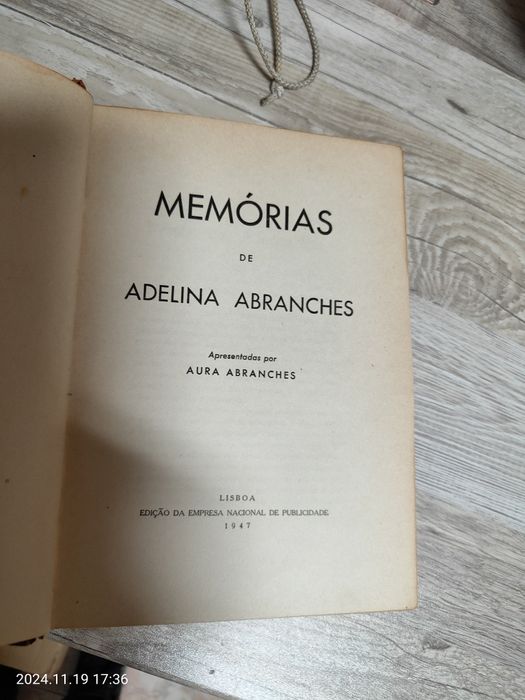 MEMÓRIAS
DE
ADELINA ABRANCHES
Apresentadas por
AURA ABRANCHES
LISBOA
EDIÇÃO DA EMPRESA NACIONAL DE PUBLICIDADE
1947
2024.11.19 17:36